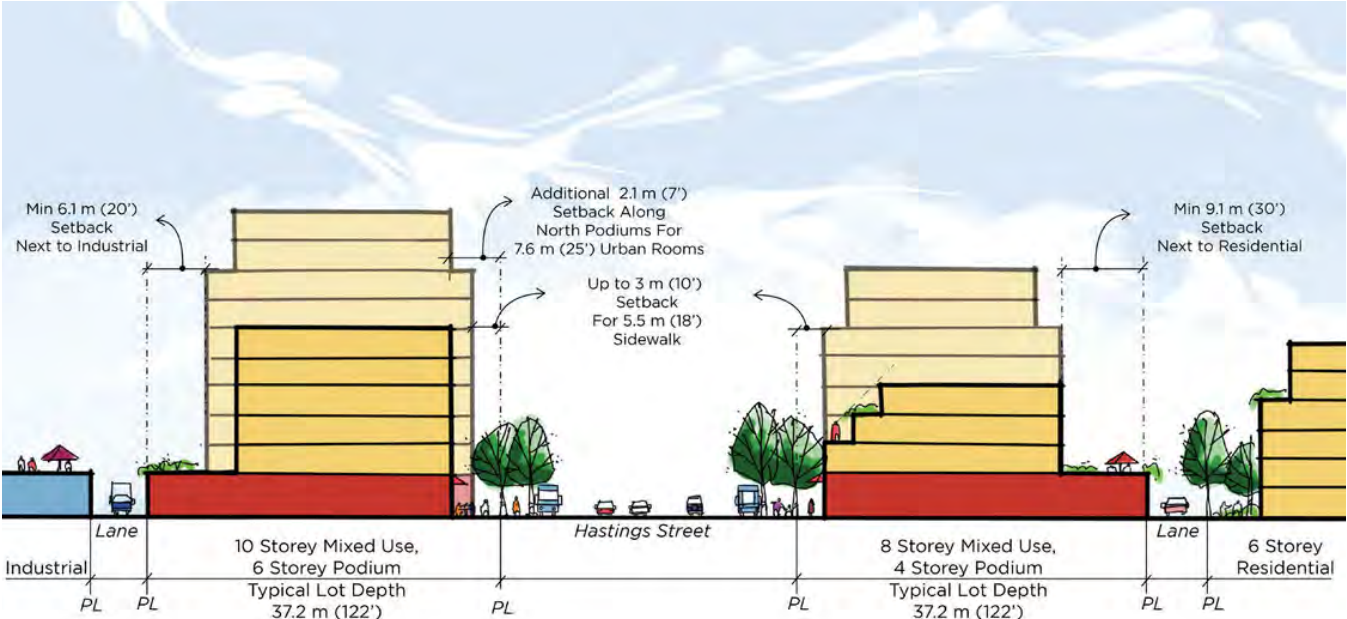 Min 6.1 m (20')
Setback
Next to Industrial
Additional 2.1 m (7')
Setback Along
North Podiums For
7.6 m (25') Urban Rooms
Up to 3 m (10')
Setback
For 5.5 m (18')
Sidewalk
Min 9.1 m (30')
Setback
Next to Residential
Lane
Hastings Street
Lane
Industrial
10 Storey Mixed Use,
6 Storey Podium
Typical Lot Depth
37.2 m (122')
8 Storey Mixed Use,
4 Storey Podium
Typical Lot Depth
37.2 m (122')
6 Storey
Residential
PL
PL
PL
PL
PL
PL